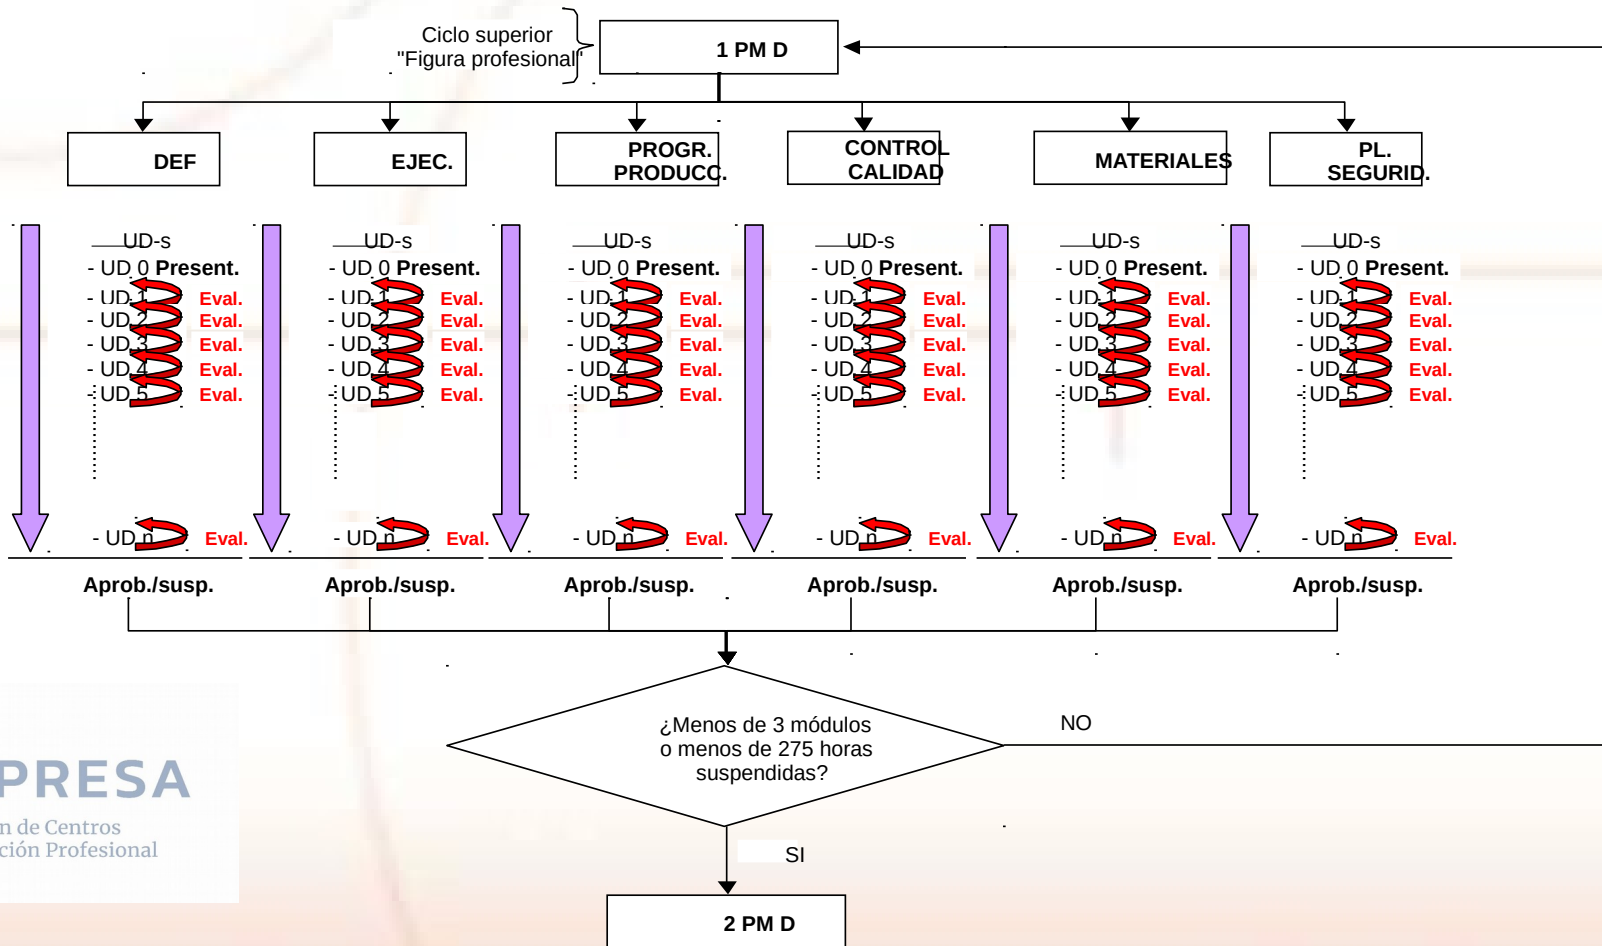 Ciclo superior
"Figura profesional"
1 PM D
DEF
EJEC.
PROGR.
PRODUCC.
CONTROL
CALIDAD
MATERIALES
PL.
SEGURID.
UD-s
- UD 0 Present.
- UD 1 Eval.
- UD 2 Eval.
- UD 3 Eval.
- UD 4 Eval.
- UD 5 Eval.
- UD n Eval.
Aprob./susp.
UD-s
- UD 0 Present.
- UD 1 Eval.
- UD 2 Eval.
- UD 3 Eval.
- UD 4 Eval.
- UD 5 Eval.
- UD n Eval.
Aprob./susp.
UD-s
- UD 0 Present.
- UD 1 Eval.
- UD 2 Eval.
- UD 3 Eval.
- UD 4 Eval.
- UD 5 Eval.
- UD n Eval.
Aprob./susp.
UD-s
- UD 0 Present.
- UD 1 Eval.
- UD 2 Eval.
- UD 3 Eval.
- UD 4 Eval.
- UD 5 Eval.
- UD n Eval.
Aprob./susp.
UD-s
- UD 0 Present.
- UD 1 Eval.
- UD 2 Eval.
- UD 3 Eval.
- UD 4 Eval.
- UD 5 Eval.
- UD n Eval.
Aprob./susp.
UD-s
- UD 0 Present.
- UD 1 Eval.
- UD 2 Eval.
- UD 3 Eval.
- UD 4 Eval.
- UD 5 Eval.
- UD n Eval.
Aprob./susp.
¿Menos de 3 módulos
o menos de 275 horas
suspendidas?
NO
SI
2 PM D
PRESA
n de Centros
ción Profesional